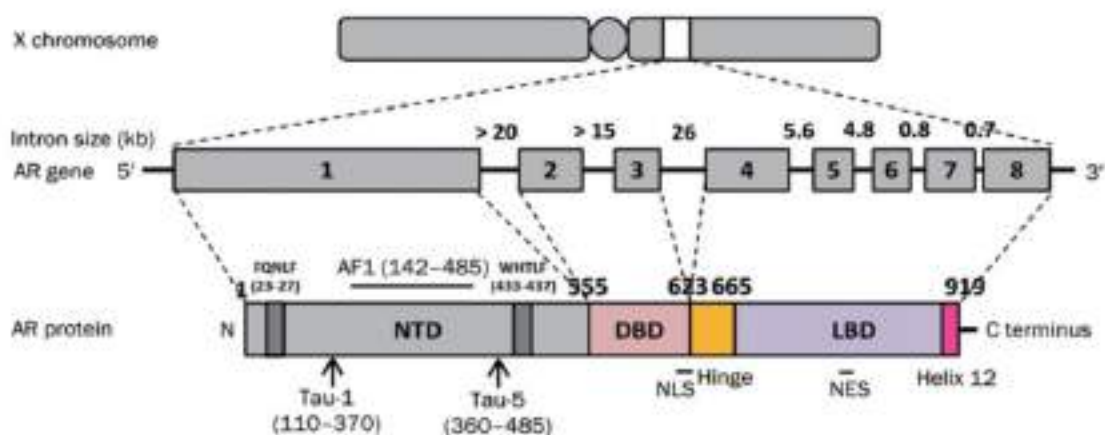 X chromosome
Intron size (kb) > 20 > 15 26 5.6 4.8 0.8 0.7
AR gene 5' 1 2 3 4 5 6 7 8 3'
FQNLF AF1 (142–485) WHTLF
1 (23-27) (433-437) 555 623 665 919
AR protein N NTD DBD LBD C terminus
NLS Hinge NES Helix 12
Tau-1 Tau-5
(110–370) (360–485)